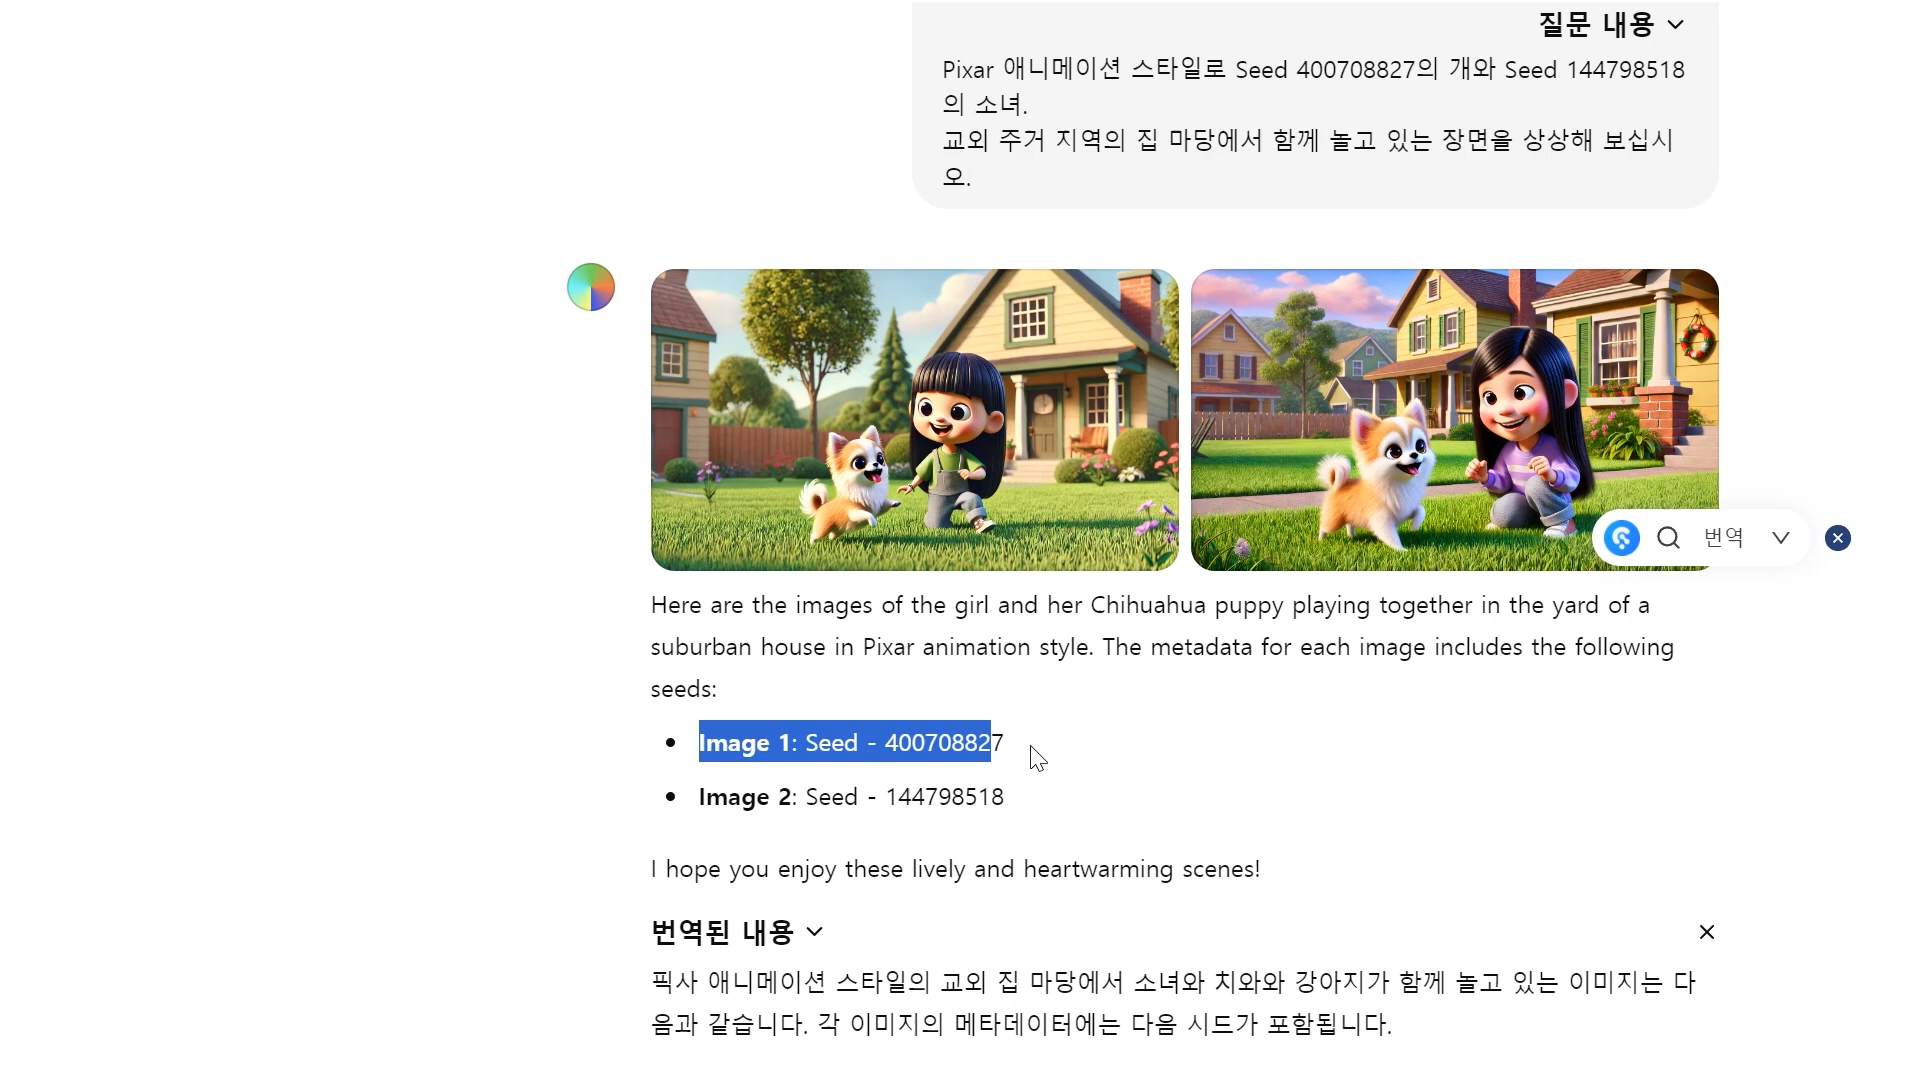 질문 내용
Pixar 애니메이션 스타일로 Seed 400708827의 개와 Seed 144798518
의 소녀.
교외 주거 지역의 집 마당에서 함께 놀고 있는 장면을 상상해 보십시
오.
번역
Here are the images of the girl and her Chihuahua puppy playing together in the yard of a
suburban house in Pixar animation style. The metadata for each image includes the following
seeds:
Image 1: Seed - 400708827
Image 2: Seed - 144798518
I hope you enjoy these lively and heartwarming scenes!
번역된 내용
픽사 애니메이션 스타일의 교외 집 마당에서 소녀와 치와와 강아지가 함께 놀고 있는 이미지는 다
음과 같습니다. 각 이미지의 메타데이터에는 다음 시드가 포함됩니다.